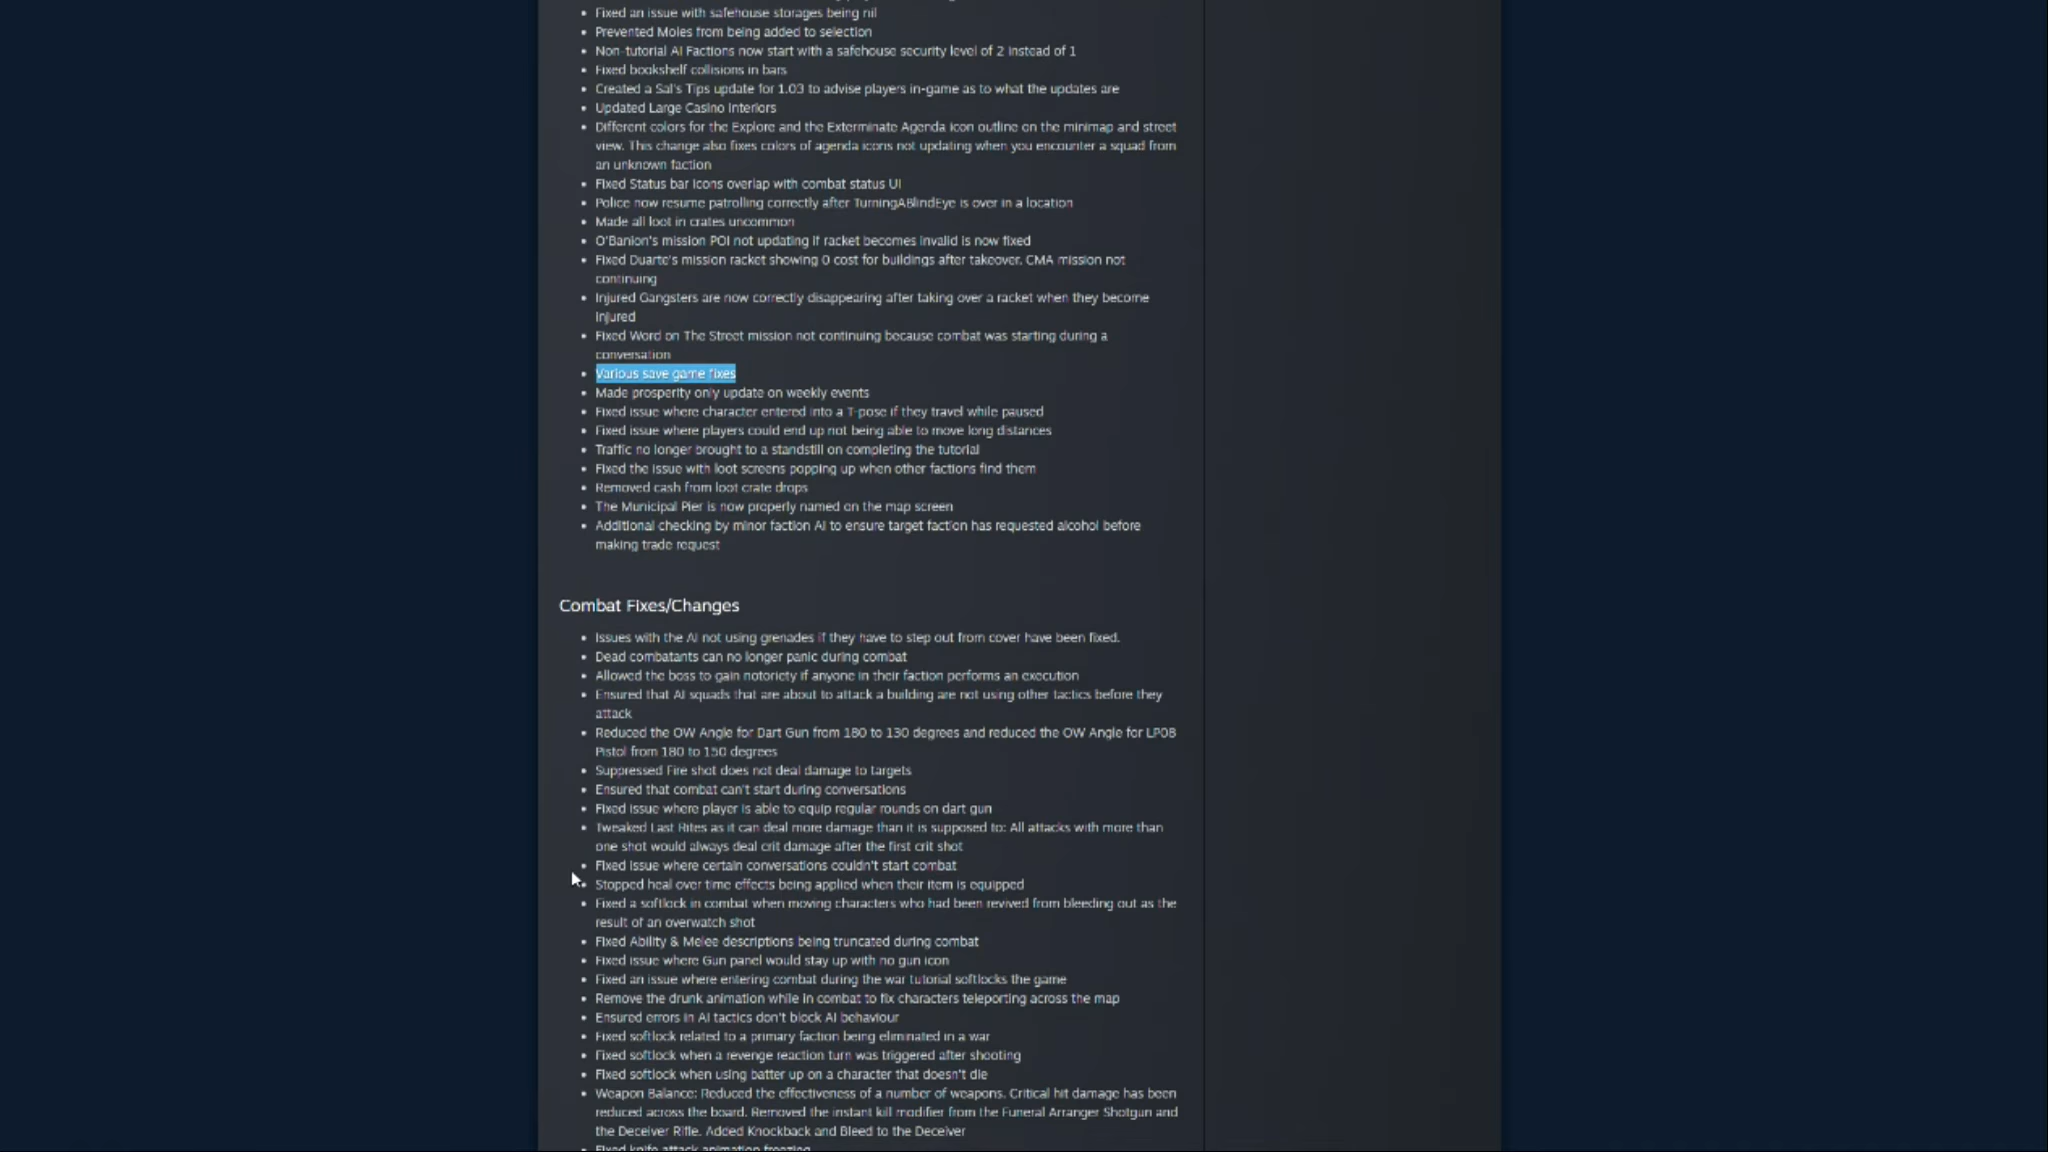 Fixed an issue with safehouse storages being nil
Prevented Moles from being added to selection
Non-tutorial AI Factions now start with a safehouse security level of 2 instead of 1
Fixed bookshelf collisions in bars
Created a Sal's Tips update for 1.03 to advise players in-game as to what the updates are
Updated Large Casino Interiors
Different colors for the Explore and the Exterminate Agenda icon outline on the minimap and street
view. This change also fixes colors of agenda icons not updating when you encounter a squad from
an unknown faction
Fixed Status bar icons overlap with combat status UI
Police now resume patrolling correctly after TurningABlindEye is over in a location
Made all loot in crates uncommon
O'Banion's mission POI not updating if racket becomes invalid is now fixed
Fixed Duarte's mission racket showing 0 cost for buildings after takeover. CMA mission not
continuing
Injured Gangsters are now correctly disappearing after taking over a racket when they become
injured
Fixed Word on The Street mission not continuing because combat was starting during a
conversation
Various save game fixes
Made prosperity only update on weekly events
Fixed issue where character entered into a T-pose if they travel while paused
Fixed issue where players could end up not being able to move long distances
Traffic no longer brought to a standstill on completing the tutorial
Fixed the issue with loot screens popping up when other factions find them
Removed cash from loot crate drops
The Municipal Pier is now properly named on the map screen
Additional checking by minor faction AI to ensure target faction has requested alcohol before
making trade request
Combat Fixes/Changes
Issues with the AI not using grenades if they have to step out from cover have been fixed.
Dead combatants can no longer panic during combat
Allowed the boss to gain notoriety if anyone in their faction performs an execution
Ensured that AI squads that are about to attack a building are not using other tactics before they
attack
Reduced the OW Angle for Dart Gun from 180 to 130 degrees and reduced the OW Angle for LP08
Pistol from 180 to 150 degrees
Suppressed Fire shot does not deal damage to targets
Ensured that combat can't start during conversations
Fixed issue where player is able to equip regular rounds on dart gun
Tweaked Last Rites as it can deal more damage than it is supposed to: All attacks with more than
one shot would always deal crit damage after the first crit shot
Fixed issue where certain conversations couldn't start combat
Stopped heal over time effects being applied when their item is equipped
Fixed a softlock in combat when moving characters who had been revived from bleeding out as the
result of an overwatch shot
Fixed Ability & Melee descriptions being truncated during combat
Fixed issue where Gun panel would stay up with no gun icon
Fixed an issue where entering combat during the war tutorial softlocks the game
Remove the drunk animation while in combat to fix characters teleporting across the map
Ensured errors in AI tactics don't block AI behaviour
Fixed softlock related to a primary faction being eliminated in a war
Fixed softlock when a revenge reaction turn was triggered after shooting
Fixed softlock when using batter up on a character that doesn't die
Weapon Balance: Reduced the effectiveness of a number of weapons. Critical hit damage has been
reduced across the board. Removed the instant kill modifier from the Funeral Arranger Shotgun and
the Deceiver Rifle. Added Knockback and Bleed to the Deceiver
Fixed knife attack animation freezing